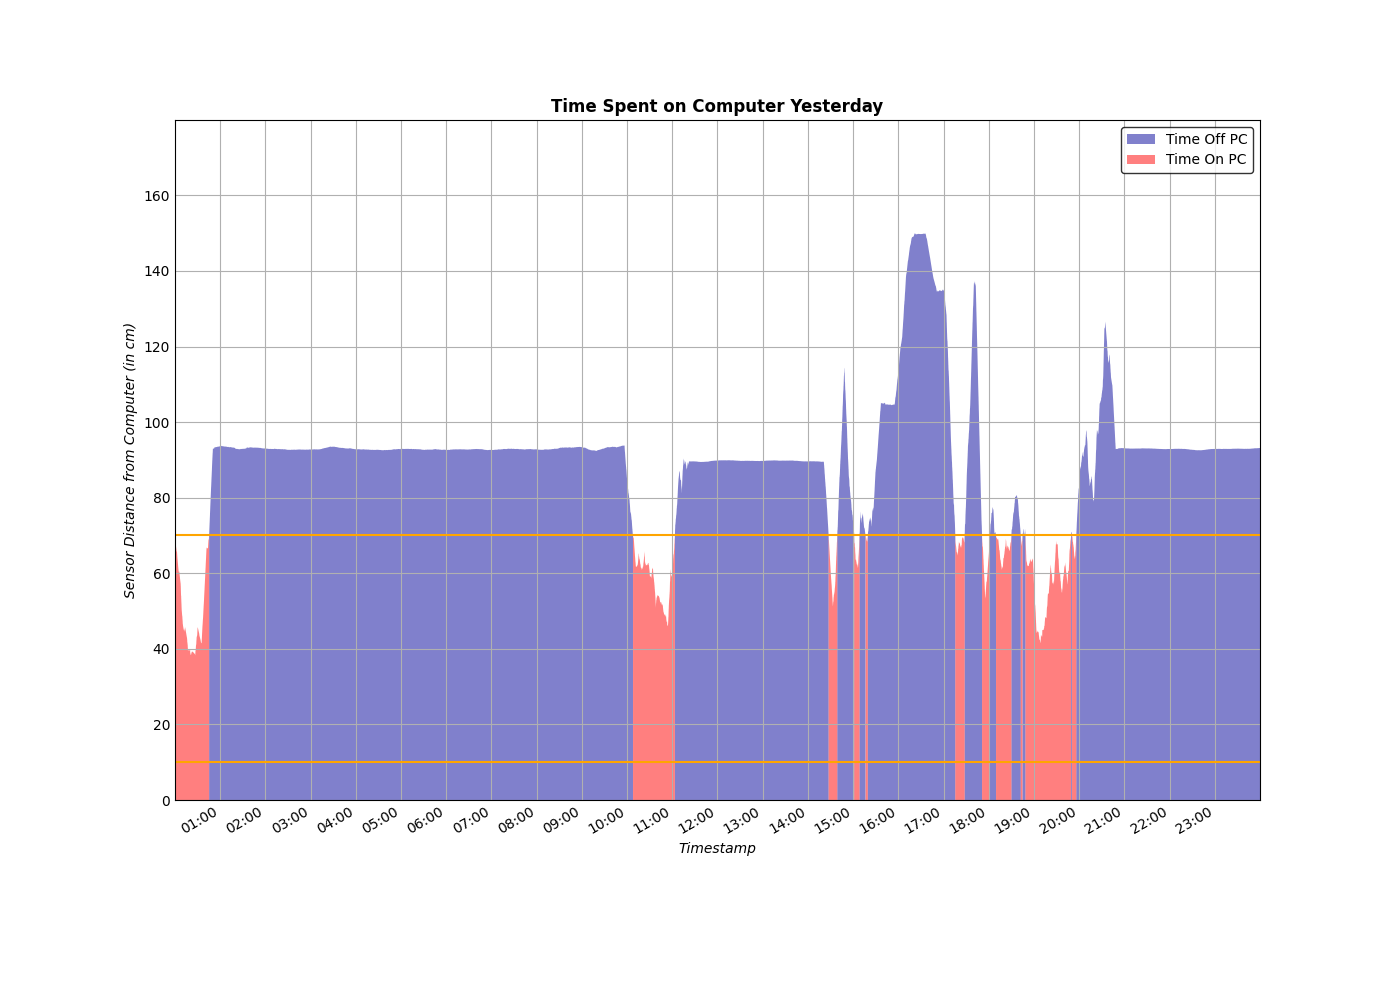 Time Spent on Computer Yesterday
Time Off PC
Time On PC
Sensor Distance from Computer (in cm)
160
140
120
100
80
60
40
20
0
01:00 02:00 03:00 04:00 05:00 06:00 07:00 08:00 09:00 10:00 11:00 12:00 13:00 14:00 15:00 16:00 17:00 18:00 19:00 20:00 21:00 22:00 23:00
Timestamp